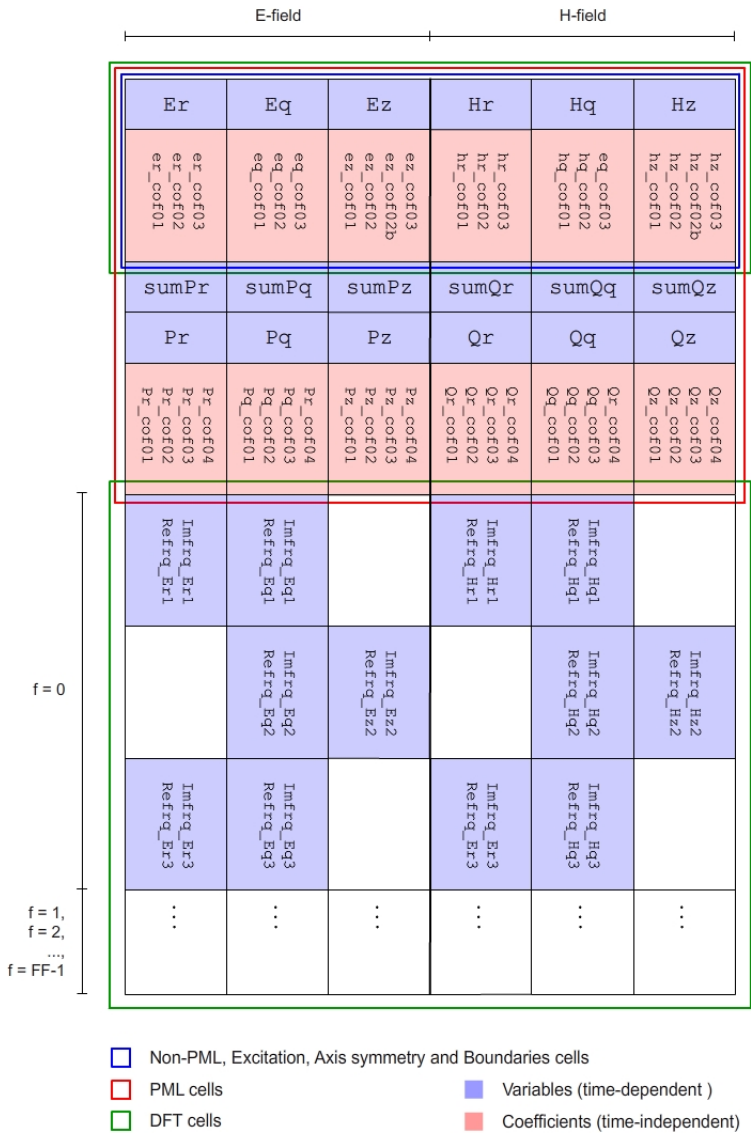 E-field
H-field
Er
Eq
Ez
Hr
Hq
Hz
er_cof03
er_cof02
er_cof01
eq_cof03
eq_cof02
eq_cof01
ez_cof03
ez_cof02b
ez_cof02
ez_cof01
hr_cof03
hr_cof02
hr_cof01
eq_cof03
hq_cof02
hq_cof01
hz_cof03
hz_cof02b
hz_cof02
hz_cof01
sumPr
sumPq
sumPz
sumQr
sumQq
sumQz
Pr
Pq
Pz
Qr
Qq
Qz
Pr_cof04
Pr_cof03
Pr_cof02
Pr_cof01
Pr_cof04
Pq_cof03
Pq_cof02
Pq_cof01
Pz_cof04
Pz_cof03
Pz_cof02
Pz_cof01
Qr_cof04
Qr_cof03
Qr_cof02
Qr_cof01
Qr_cof04
Qq_cof03
Qq_cof02
Qq_cof01
Qz_cof04
Qz_cof03
Qz_cof02
Qz_cof01
Imfrq_Er1
Refrq_Er1
Imfrq_Eq1
Refrq_Eq1
Imfrq_Hr1
Refrq_Hr1
Imfrq_Hq1
Refrq_Hq1
f = 0
Imfrq_Eq2
Refrq_Eq2
Imfrq_Ez2
Refrq_Ez2
Imfrq_Hq2
Refrq_Hq2
Imfrq_Hz2
Refrq_Hz2
Imfrq_Er3
Refrq_Er3
Imfrq_Eq3
Refrq_Eq3
Imfrq_Er3
Refrq_Er3
Imfrq_Hq3
Refrq_Hq3
f = 1,
f = 2,
...,
f = FF-1
⋮
⋮
⋮
⋮
⋮
⋮
Non-PML, Excitation, Axis symmetry and Boundaries cells
PML cells
Variables (time-dependent )
DFT cells
Coefficients (time-independent)